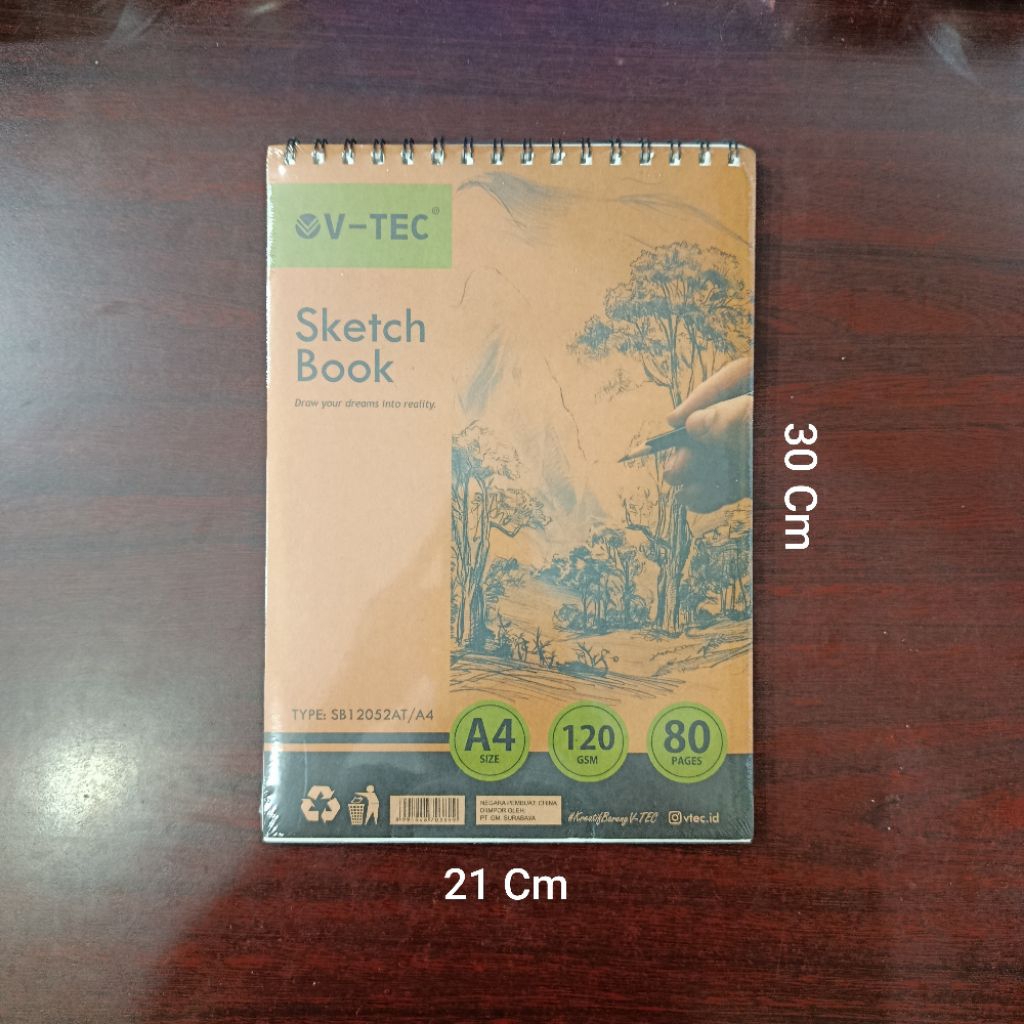 V-TEC®
Sketch
Book
Draw your dreams into reality.
30 Cm
TYPE: SB12052AT/A4
A4
SIZE
120
GSM
80
PAGES
NEGARA PEMBUAT: CHINA
DIIMPOR OLEH:
PT. GM. SURABAYA
#KreatifBarengV-TEC
vtec.id
21 Cm